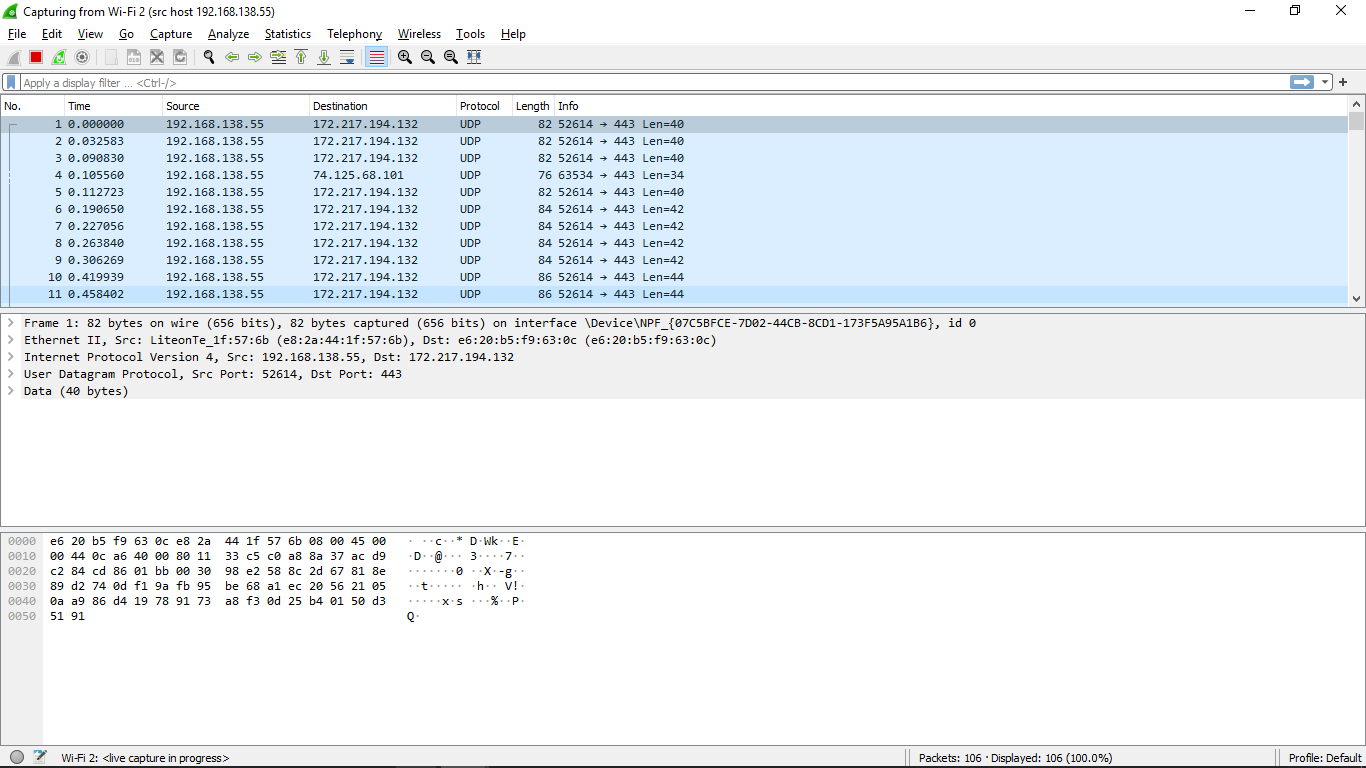 Capturing from Wi-Fi 2 (src host 192.168.138.55)
File Edit View Go Capture Analyze Statistics Telephony Wireless Tools Help
Apply a display filter ... <Ctrl-/>
No. Time Source Destination Protocol Length Info
1 0.000000 192.168.138.55 172.217.194.132 UDP 82 52614 → 443 Len=40
2 0.032583 192.168.138.55 172.217.194.132 UDP 82 52614 → 443 Len=40
3 0.090830 192.168.138.55 172.217.194.132 UDP 82 52614 → 443 Len=40
4 0.105560 192.168.138.55 74.125.68.101 UDP 76 63534 → 443 Len=34
5 0.112723 192.168.138.55 172.217.194.132 UDP 82 52614 → 443 Len=40
6 0.190650 192.168.138.55 172.217.194.132 UDP 84 52614 → 443 Len=42
7 0.227056 192.168.138.55 172.217.194.132 UDP 84 52614 → 443 Len=42
8 0.263840 192.168.138.55 172.217.194.132 UDP 84 52614 → 443 Len=42
9 0.306269 192.168.138.55 172.217.194.132 UDP 84 52614 → 443 Len=42
10 0.419939 192.168.138.55 172.217.194.132 UDP 86 52614 → 443 Len=44
11 0.458402 192.168.138.55 172.217.194.132 UDP 86 52614 → 443 Len=44
Frame 1: 82 bytes on wire (656 bits), 82 bytes captured (656 bits) on interface \Device\NPF_{07C5BFCE-7D02-44CB-8CD1-173F5A95A1B6}, id 0
Ethernet II, Src: LiteonTe_1f:57:6b (e8:2a:44:1f:57:6b), Dst: e6:20:b5:f9:63:0c (e6:20:b5:f9:63:0c)
Internet Protocol Version 4, Src: 192.168.138.55, Dst: 172.217.194.132
User Datagram Protocol, Src Port: 52614, Dst Port: 443
Data (40 bytes)
0000 e6 20 b5 f9 63 0c e8 2a 44 1f 57 6b 08 00 45 00 · ··c··* D·Wk··E·
0010 00 44 0c a6 40 00 80 11 33 c5 c0 a8 8a 37 ac d9 ·D··@··· 3····7··
0020 c2 84 cd 86 01 bb 00 30 98 e2 58 8c 2d 67 81 8e ·······0 ··X·-g··
0030 89 d2 74 0d f1 9a fb 95 be 68 a1 ec 20 56 21 05 ··t····· ·h·· V!·
0040 0a a9 86 d4 19 78 91 73 a8 f3 0d 25 b4 01 50 d3 ·····x·s ···%··P·
0050 51 91 Q·
Wi-Fi 2: <live capture in progress> Packets: 106 · Displayed: 106 (100.0%) Profile: Default